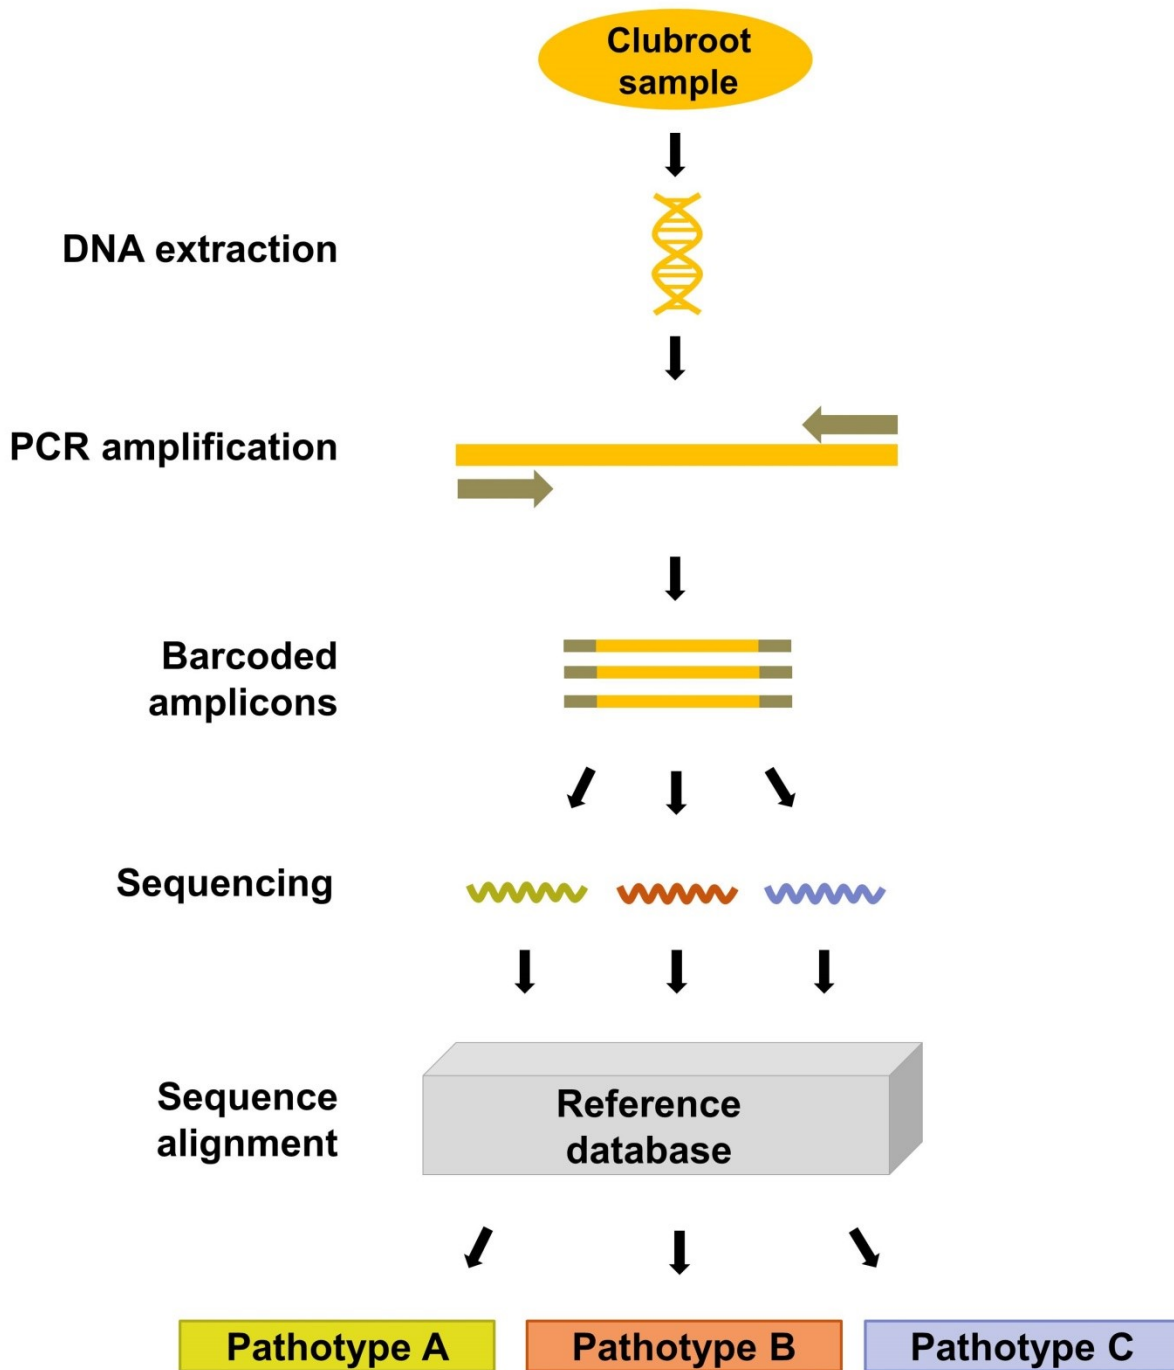 Clubroot
sample
DNA extraction
PCR amplification
Barcoded
amplicons
Sequencing
Sequence
alignment
Reference
database
Pathotype A
Pathotype B
Pathotype C